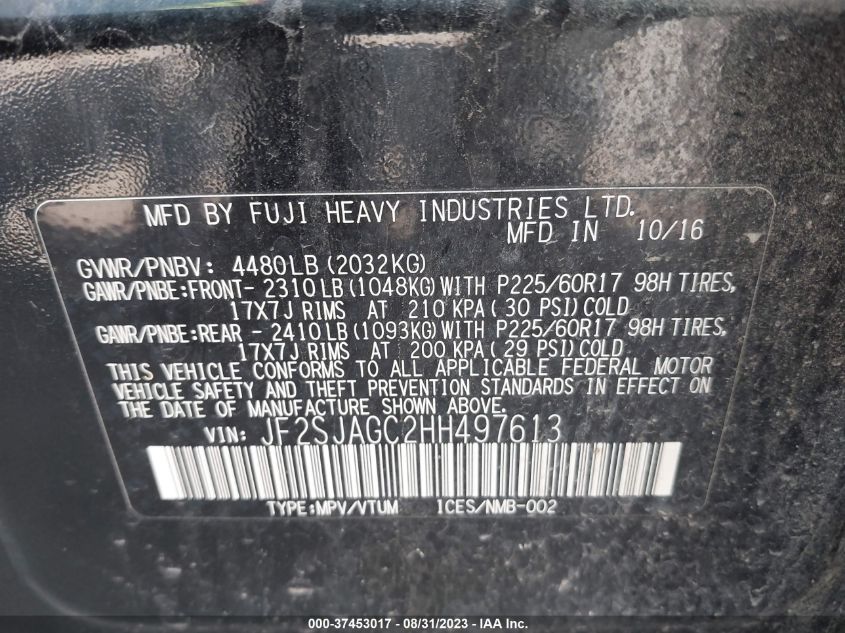 MFD BY FUJI HEAVY INDUSTRIES LTD.
MFD IN 10/16
GVWR/PNBV: 4480LB (2032KG)
GAWR/PNBE:FRONT- 2310LB (1048KG) WITH P225/60R17 98H TIRES,
17X7J RIMS AT 210 KPA ( 30 PSI) COLD
GAWR/PNBE:REAR - 2410LB (1093KG) WITH P225/60R17 98H TIRES,
17X7J RIMS AT 200 KPA ( 29 PSI) COLD
THIS VEHICLE CONFORMS TO ALL APPLICABLE FEDERAL MOTOR
VEHICLE SAFETY AND THEFT PREVENTION STANDARDS IN EFFECT ON
THE DATE OF MANUFACTURE SHOWN ABOVE.
VIN: JF2SJAGC2HH497613
TYPE:MPV/VTUM 1CES/NMB-002
000-37453017 - 08/31/2023 - IAA Inc.